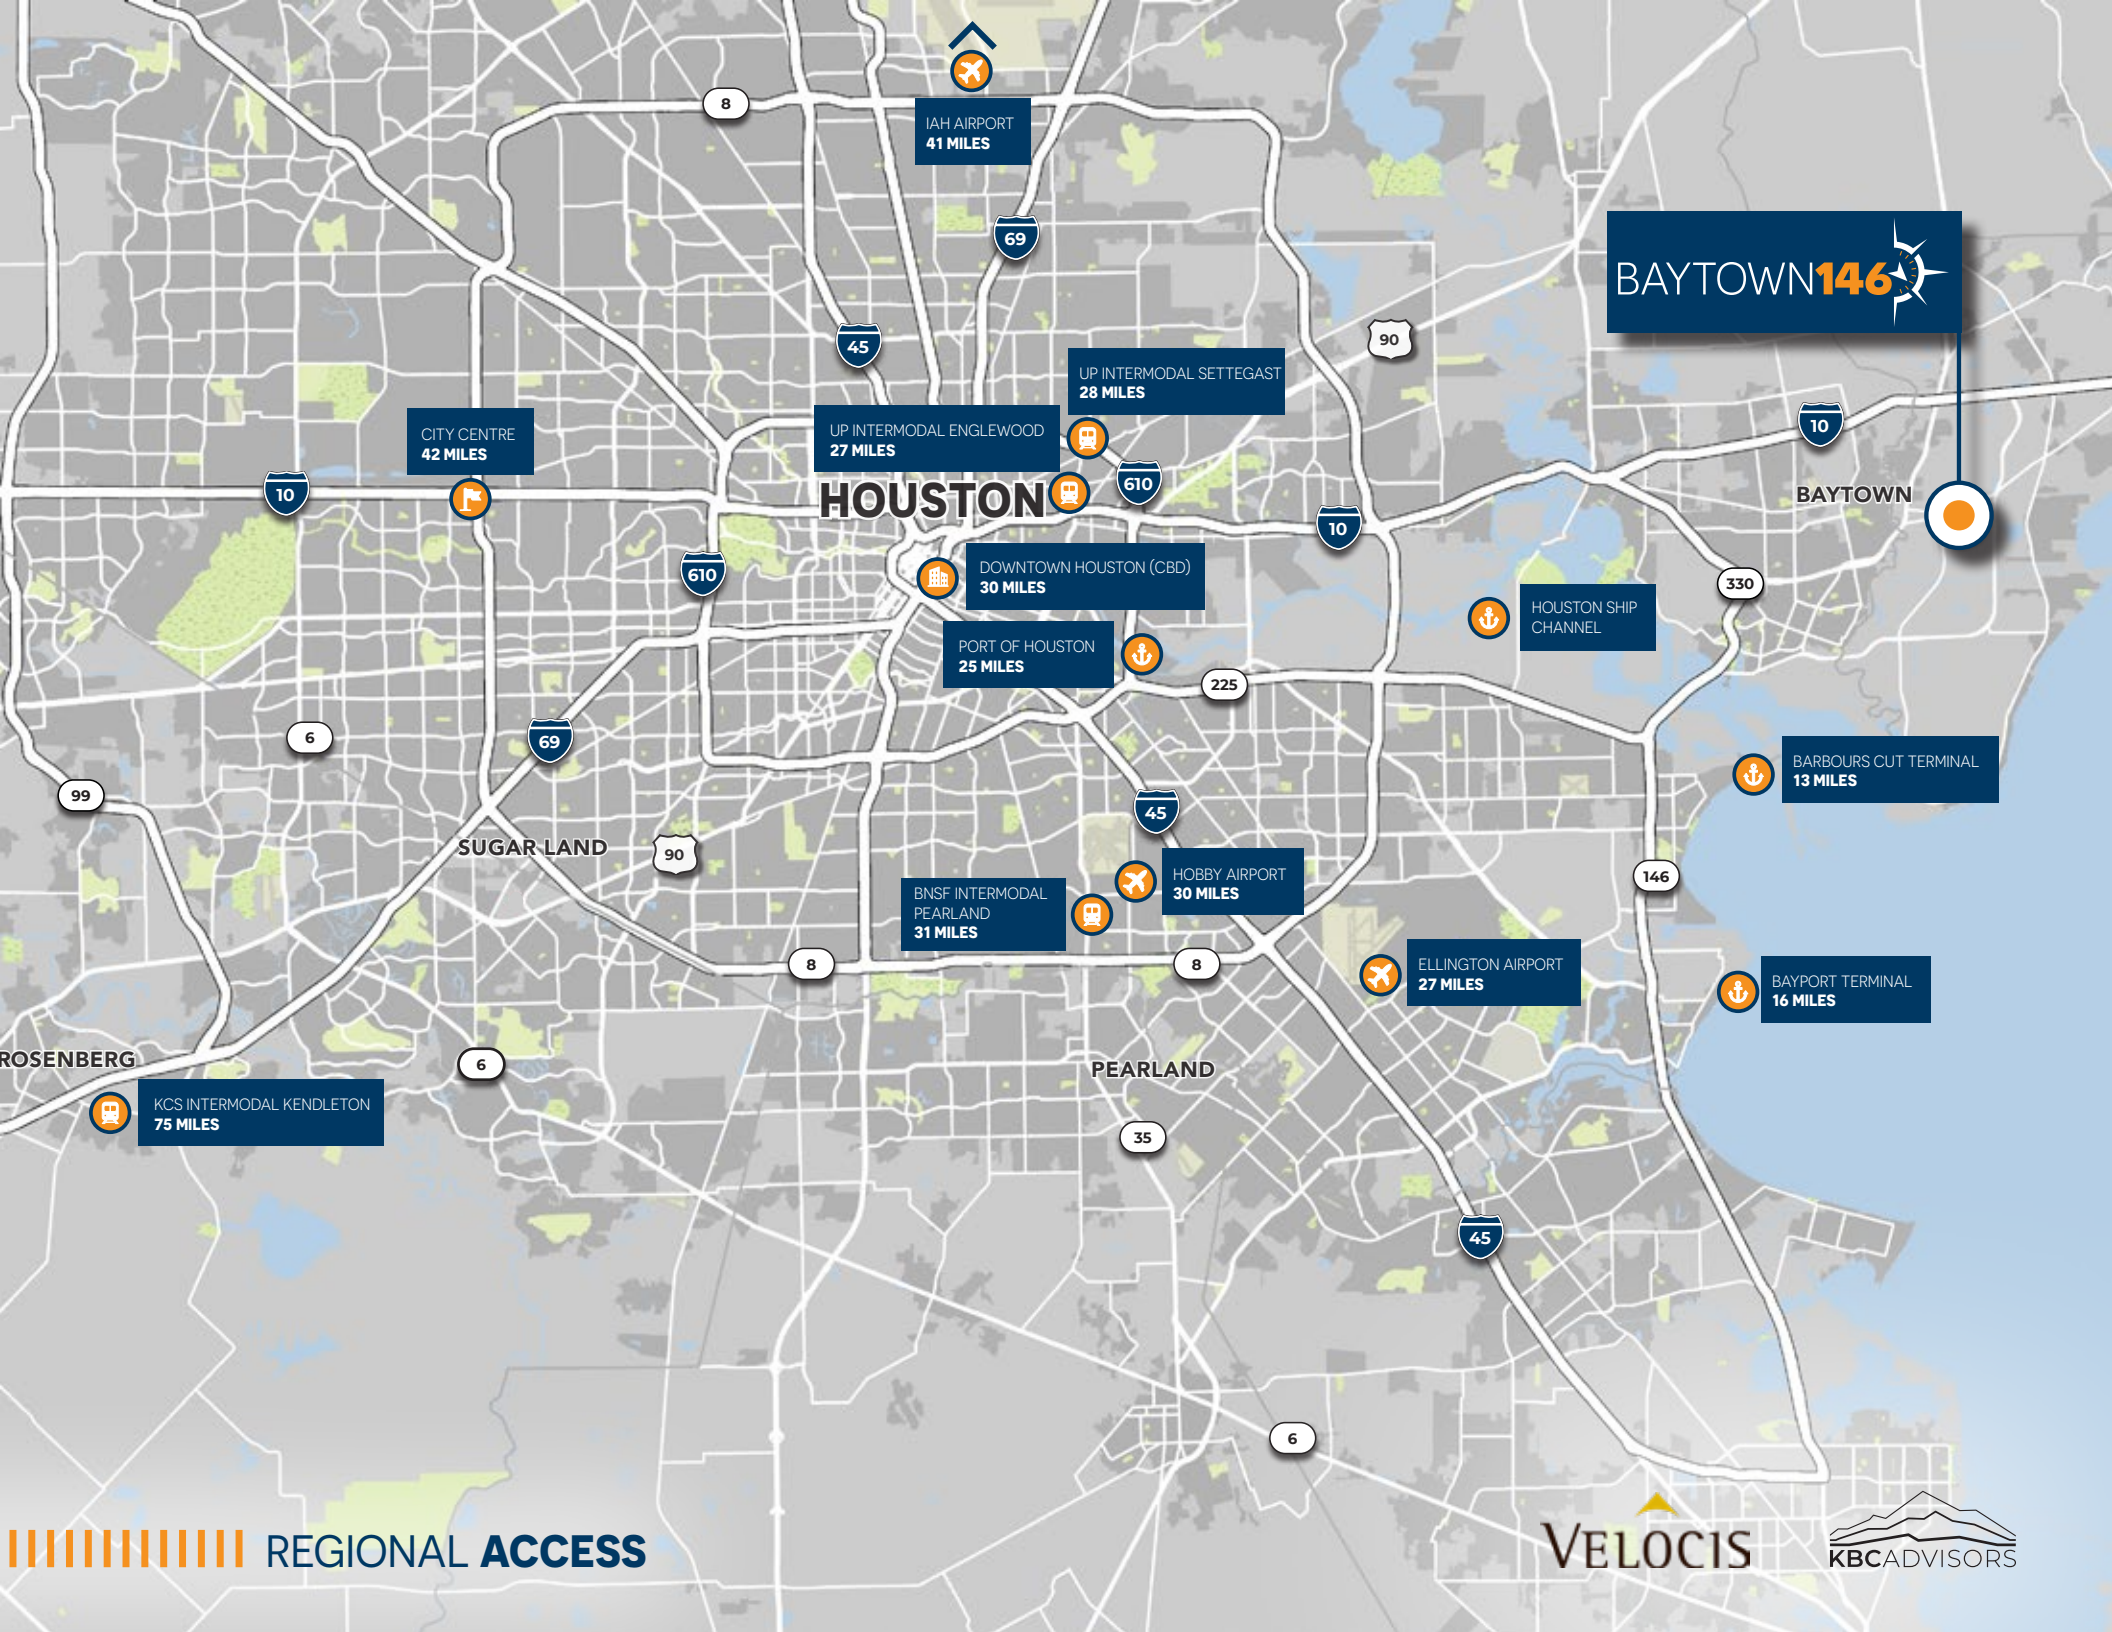 8
IAH AIRPORT
41 MILES
69
BAYTOWN146
45
90
UP INTERMODAL SETTEGAST
28 MILES
10
CITY CENTRE
42 MILES
UP INTERMODAL ENGLEWOOD
27 MILES
10
HOUSTON
610
BAYTOWN
10
610
DOWNTOWN HOUSTON (CBD)
30 MILES
330
HOUSTON SHIP
CHANNEL
PORT OF HOUSTON
25 MILES
225
6
69
BARBOURS CUT TERMINAL
13 MILES
99
45
SUGAR LAND
90
HOBBY AIRPORT
30 MILES
146
BNSF INTERMODAL
PEARLAND
31 MILES
8
8
ELLINGTON AIRPORT
27 MILES
BAYPORT TERMINAL
16 MILES
ROSENBERG
6
PEARLAND
KCS INTERMODAL KENDLETON
75 MILES
35
45
6
REGIONAL ACCESS
VELOCIS
KBCADVISORS